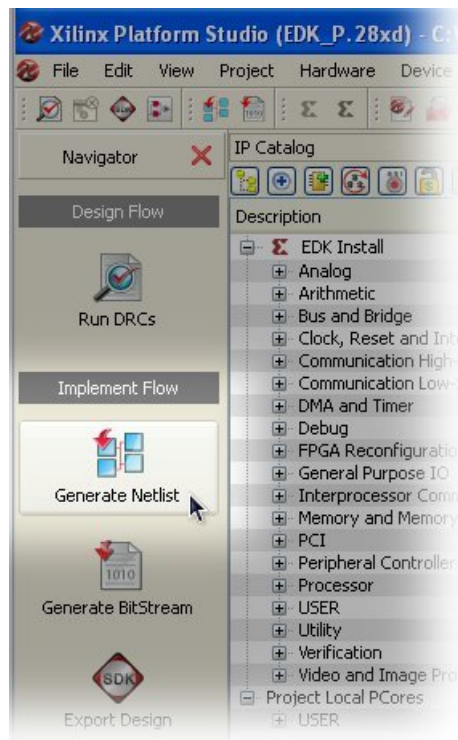 Xilinx Platform Studio (EDK_P.28xd) - C:\
File Edit View Project Hardware Device
SDK
1010
Navigator
IP Catalog
Design Flow
Description
EDK Install
Analog
Arithmetic
Run DRCs
Bus and Bridge
Clock, Reset and Int
Communication High-
Implement Flow
Communication Low-
DMA and Timer
Debug
FPGA Reconfiguratio
General Purpose IO
Generate Netlist
Interprocessor Comm
Memory and Memory
PCI
1010
Peripheral Controller
Processor
Generate BitStream
USER
Utility
Verification
SDK
Video and Image Pro
Project Local PCores
Export Design
USER